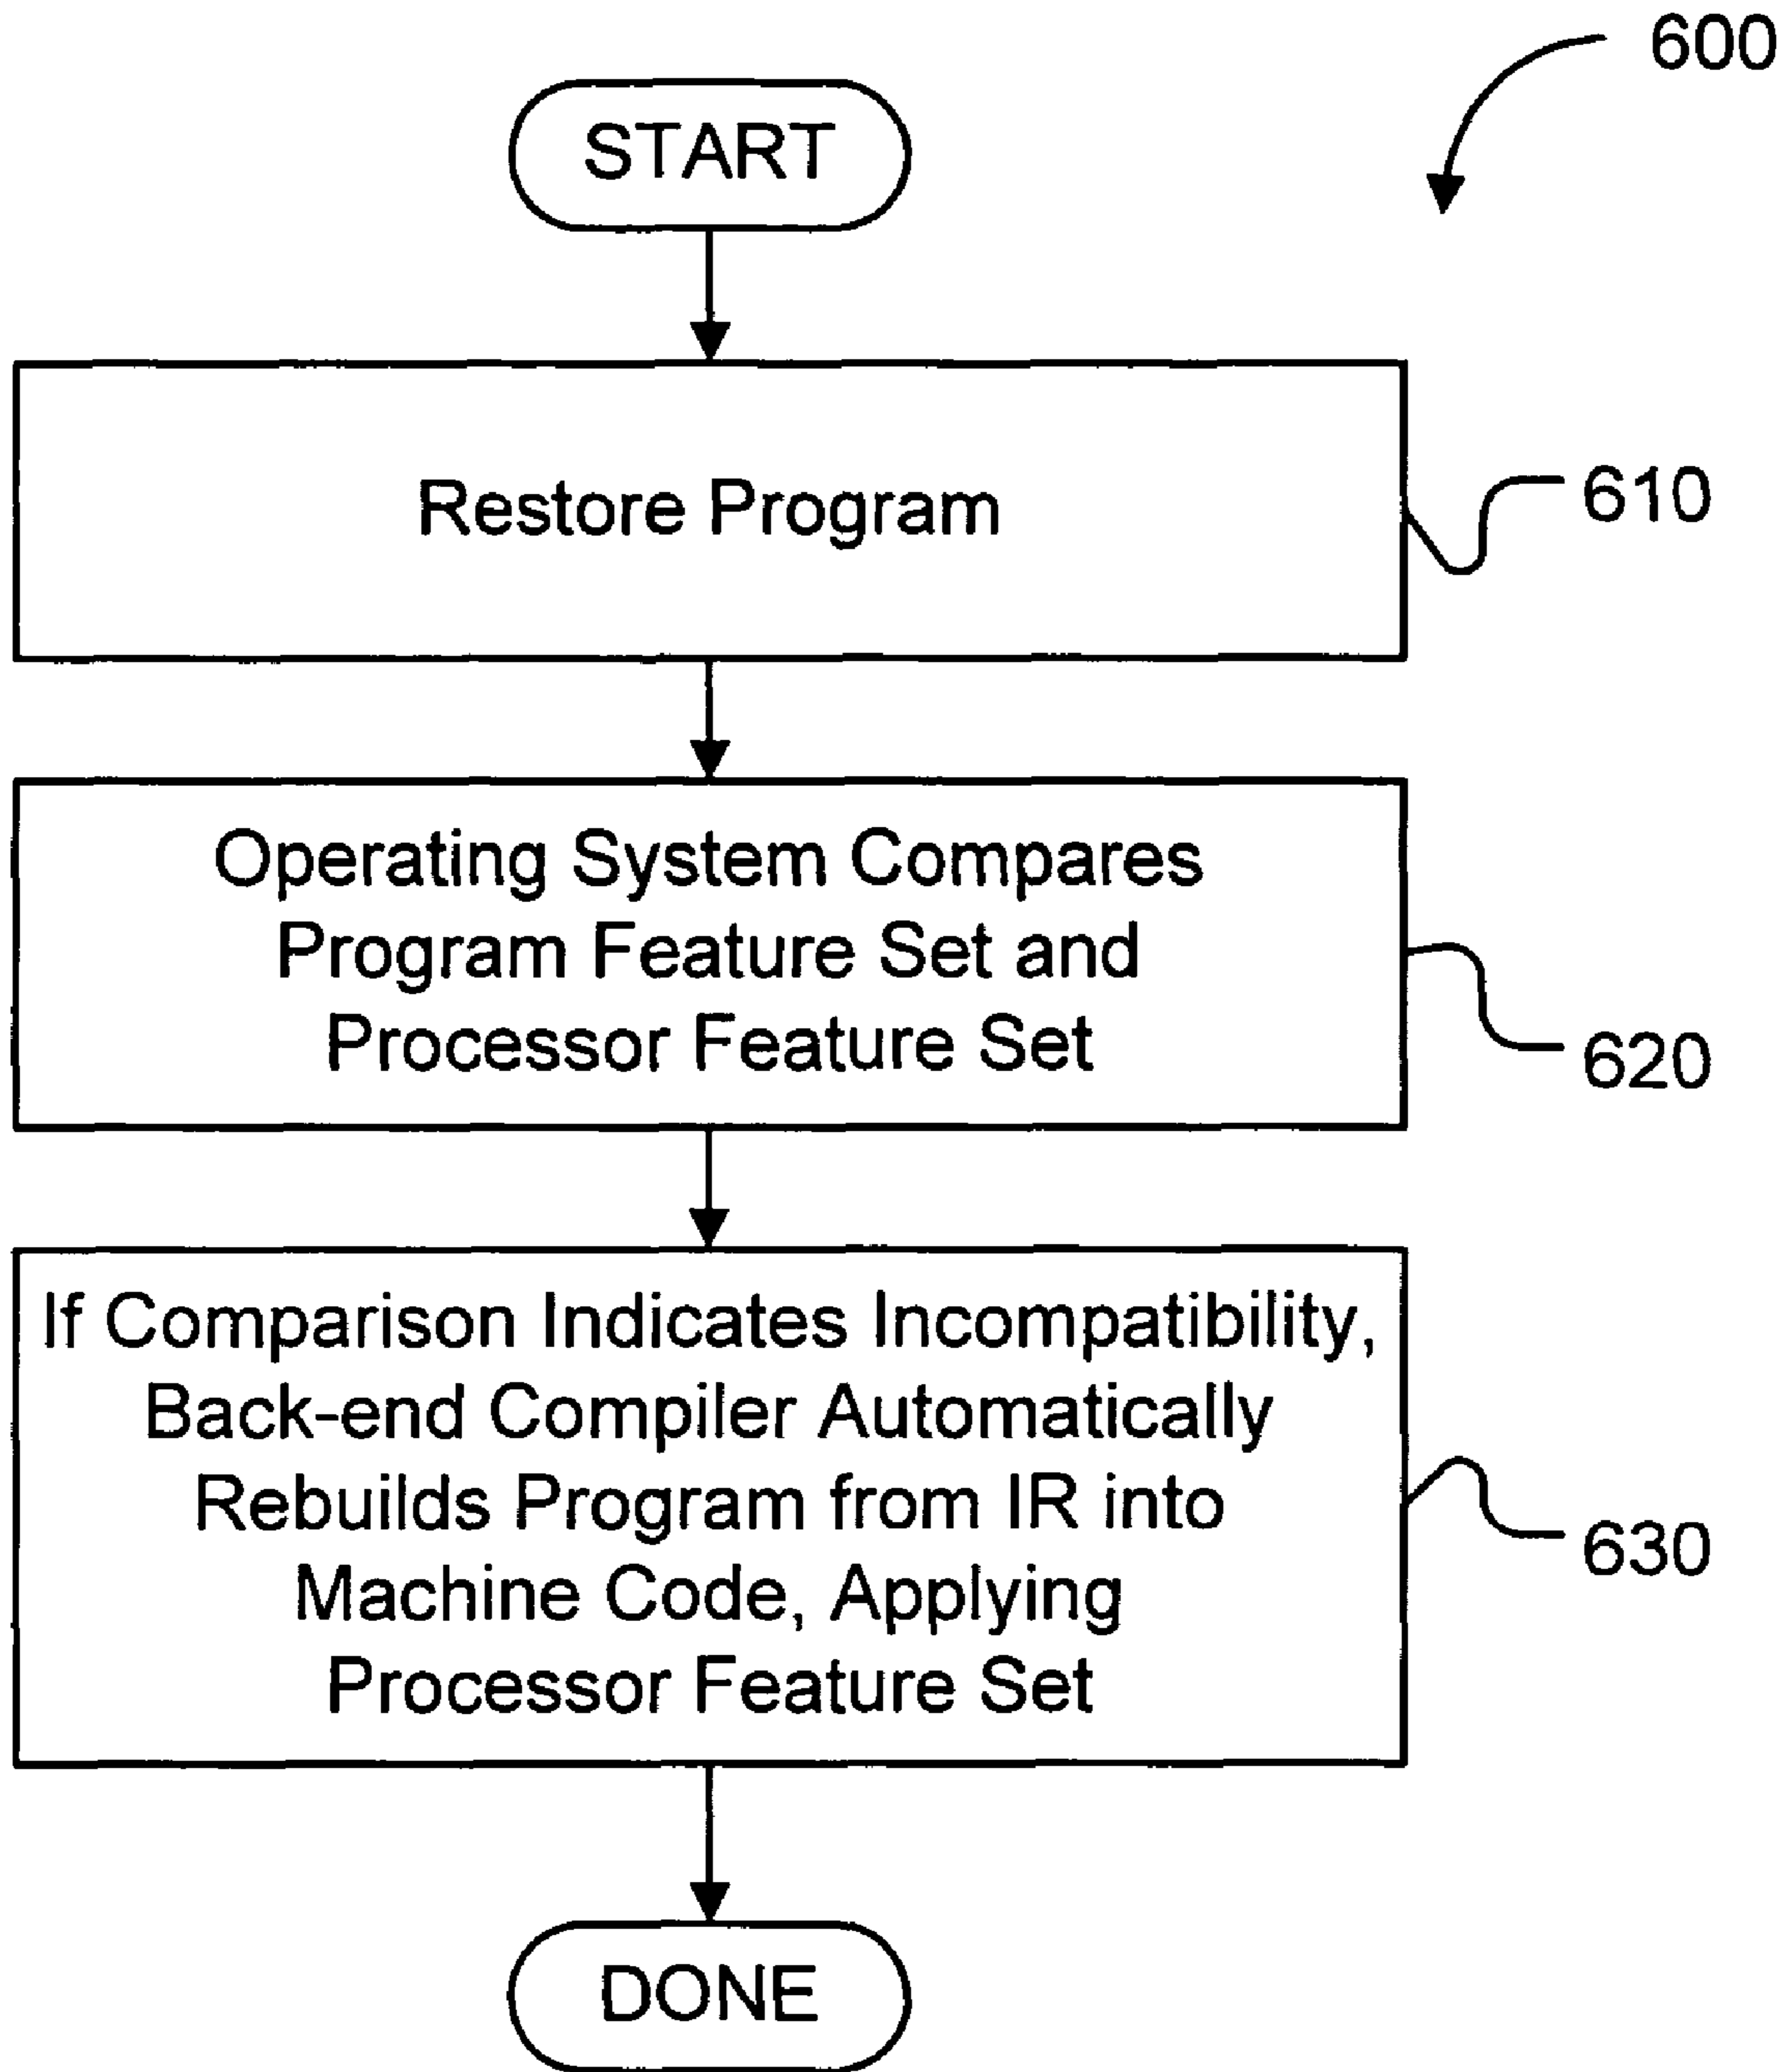 600
START
Restore Program
610
Operating System Compares
Program Feature Set and
Processor Feature Set
620
If Comparison Indicates Incompatibility,
Back-end Compiler Automatically
Rebuilds Program from IR into
Machine Code, Applying
Processor Feature Set
630
DONE